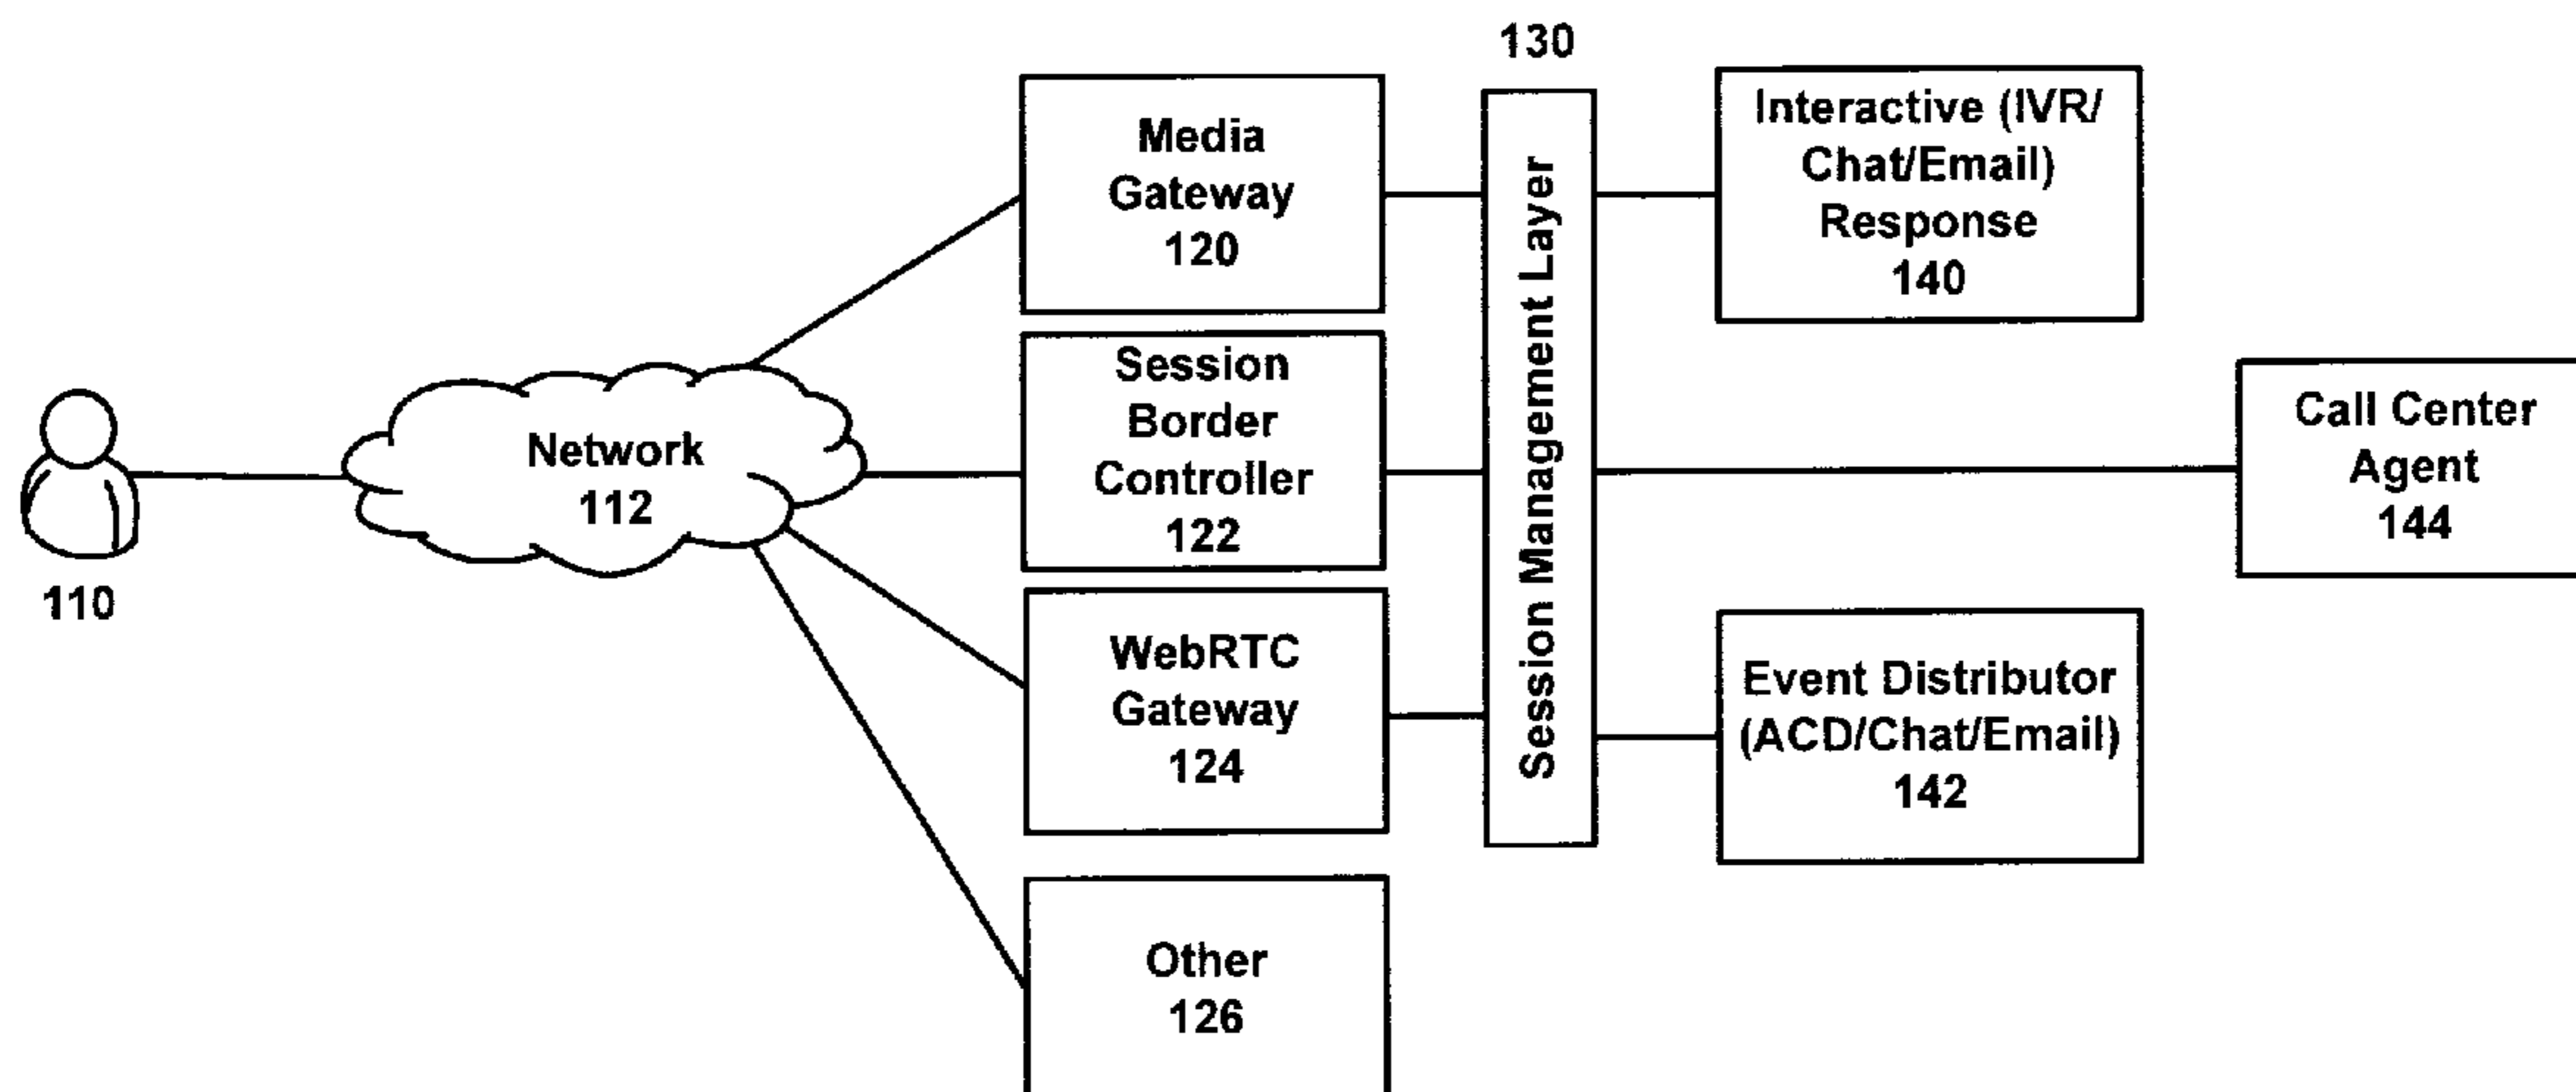 130
Media
Gateway
120
Interactive (IVR/
Chat/Email)
Response
140
Session
Border
Controller
122
Session Management Layer
Call Center
Agent
144
Network
112
110
WebRTC
Gateway
124
Event Distributor
(ACD/Chat/Email)
142
Other
126